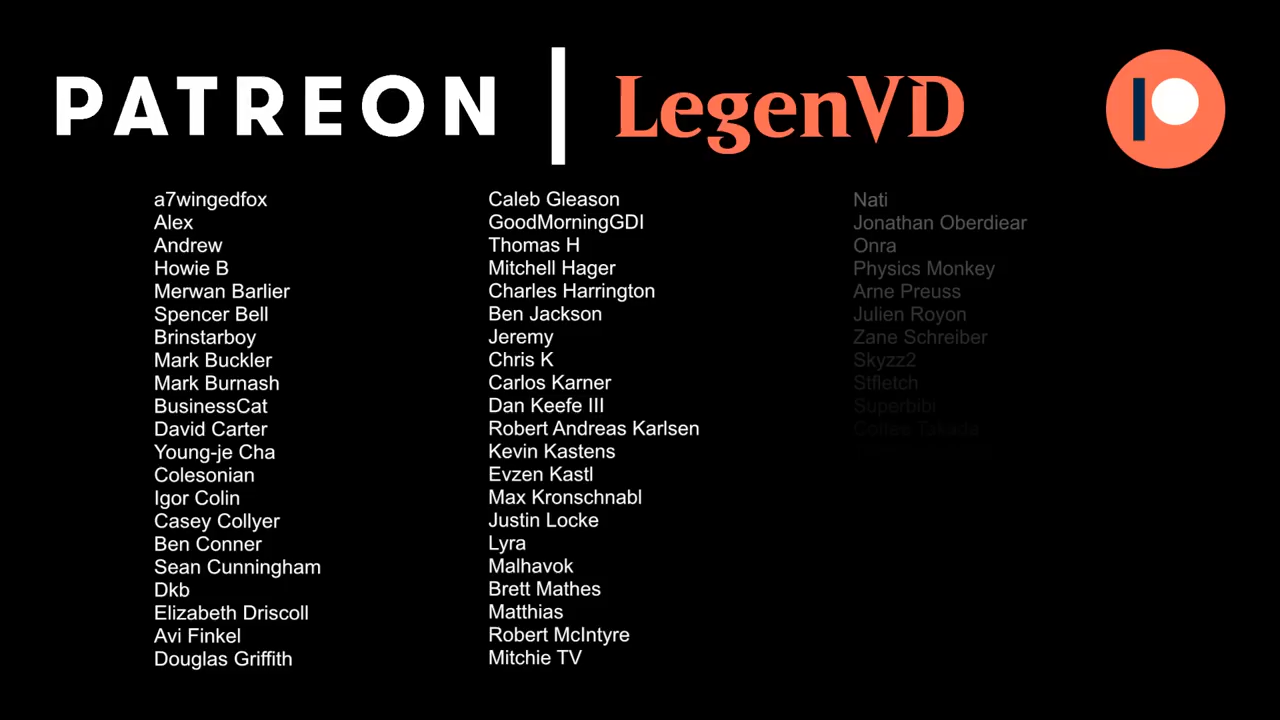 PATREON | LegenVD
a7wingedfox
Alex
Andrew
Howie B
Merwan Barlier
Spencer Bell
Brinstarboy
Mark Buckler
Mark Burnash
BusinessCat
David Carter
Young-je Cha
Colesonian
Igor Colin
Casey Collyer
Ben Conner
Sean Cunningham
Dkb
Elizabeth Driscoll
Avi Finkel
Douglas Griffith
Caleb Gleason
GoodMorningGDI
Thomas H
Mitchell Hager
Charles Harrington
Ben Jackson
Jeremy
Chris K
Carlos Karner
Dan Keefe III
Robert Andreas Karlsen
Kevin Kastens
Evzen Kastl
Max Kronschnabl
Justin Locke
Lyra
Malhavok
Brett Mathes
Matthias
Robert McIntyre
Mitchie TV
Nati
Jonathan Oberdiear
Onra
Physics Monkey
Arne Preuss
Julien Royon
Zane Schreiber
Skyzz2
Stfletch
Superbibi
Takada